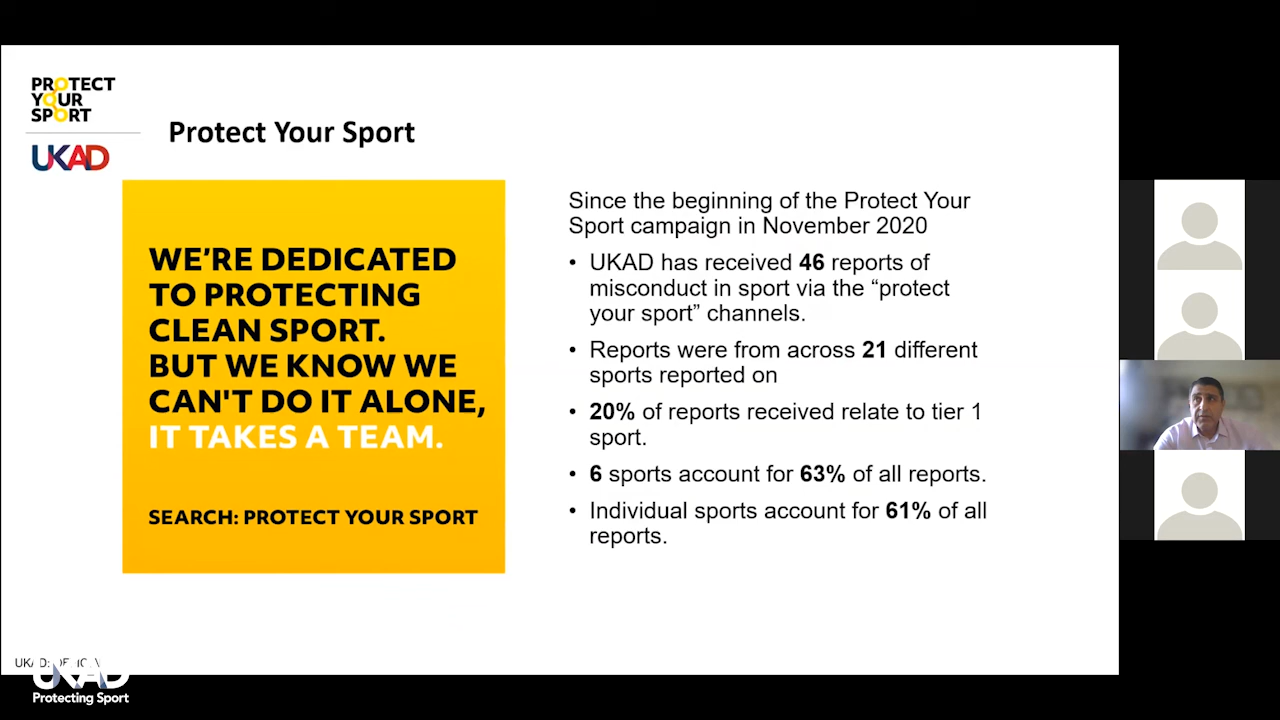 PROTECT
YOUR
SPORT
UKAD
Protect Your Sport
WE'RE DEDICATED
TO PROTECTING
CLEAN SPORT.
BUT WE KNOW WE
CAN'T DO IT ALONE,
IT TAKES A TEAM.
SEARCH: PROTECT YOUR SPORT
Since the beginning of the Protect Your
Sport campaign in November 2020
• UKAD has received 46 reports of
misconduct in sport via the “protect
your sport” channels.
• Reports were from across 21 different
sports reported on
• 20% of reports received relate to tier 1
sport.
• 6 sports account for 63% of all reports.
• Individual sports account for 61% of all
reports.
UKAD:
UKAD
Protecting Sport